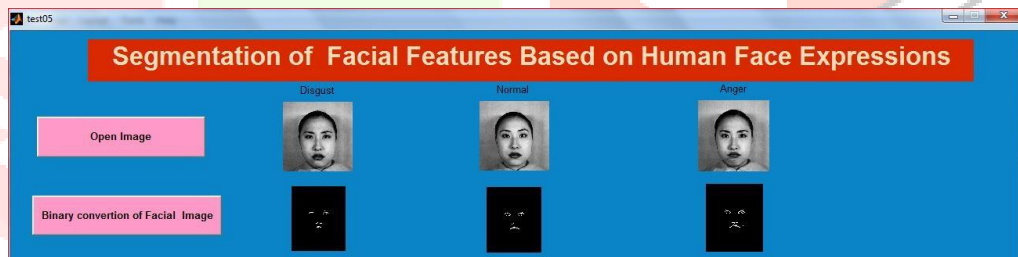 test05
Segmentation of Facial Features Based on Human Face Expressions
Disgust
Normal
Anger
Open Image
Binary convertion of Facial Image